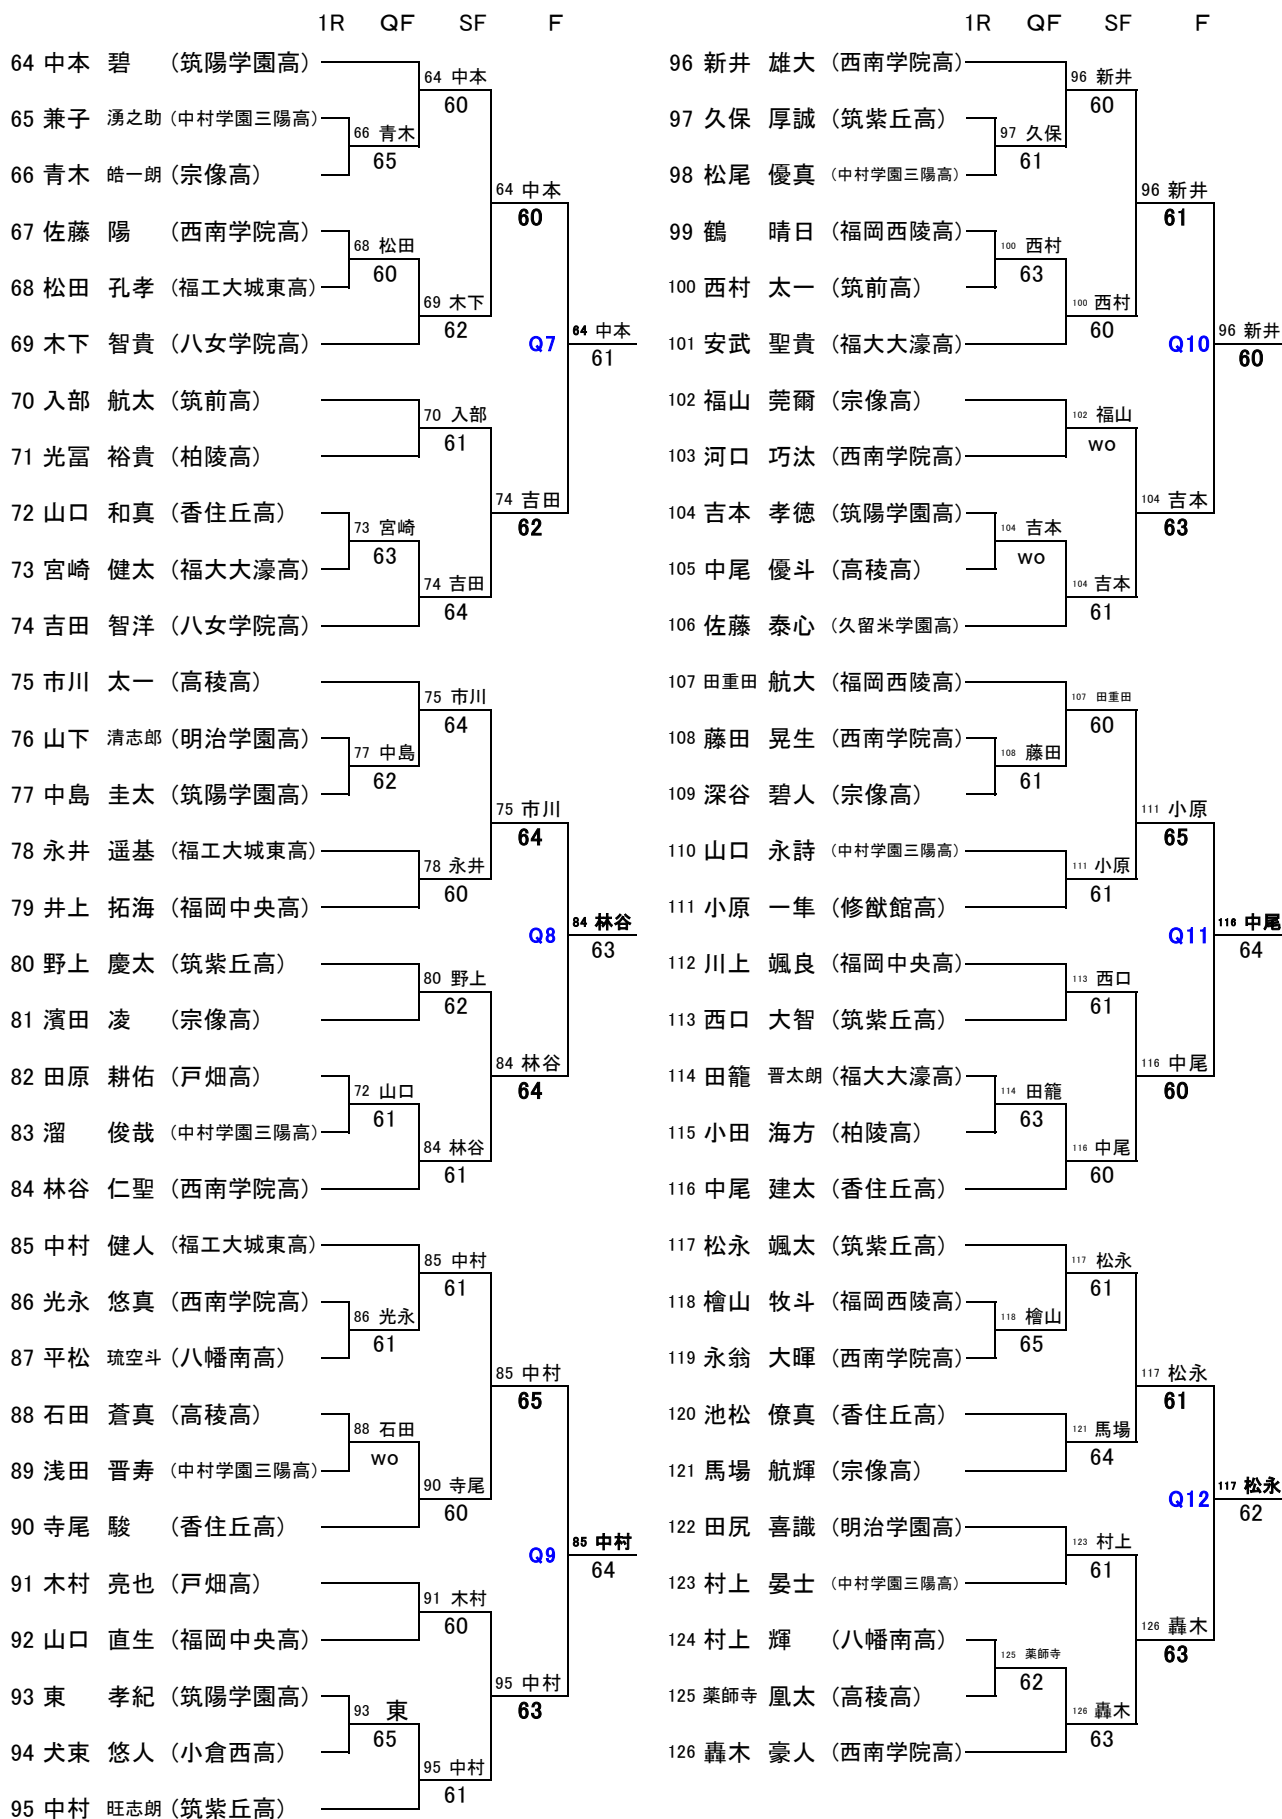 1R QF SF F
64 中本 碧 (筑陽学園高)
64 中本
60
65 兼子 湧之助 (中村学園三陽高)
66 青木
65
66 青木 皓一朗 (宗像高)
64 中本
60
67 佐藤 陽 (西南学院高)
68 松田
60
68 松田 孔孝 (福工大城東高)
69 木下
62
69 木下 智貴 (八女学院高)
Q7
64 中本
61
70 入部 航太 (筑前高)
70 入部
61
71 光冨 裕貴 (柏陵高)
74 吉田
62
72 山口 和真 (香住丘高)
73 宮崎
63
73 宮崎 健太 (福大大濠高)
74 吉田
64
74 吉田 智洋 (八女学院高)
75 市川 太一 (高稜高)
75 市川
64
76 山下 清志郎 (明治学園高)
77 中島
62
77 中島 圭太 (筑陽学園高)
75 市川
64
78 永井 遥基 (福工大城東高)
78 永井
60
79 井上 拓海 (福岡中央高)
Q8
84 林谷
63
80 野上 慶太 (筑紫丘高)
80 野上
62
81 濱田 凌 (宗像高)
84 林谷
64
82 田原 耕佑 (戸畑高)
72 山口
61
83 溜 俊哉 (中村学園三陽高)
84 林谷
61
84 林谷 仁聖 (西南学院高)
85 中村 健人 (福工大城東高)
85 中村
61
86 光永 悠真 (西南学院高)
86 光永
61
87 平松 琉空斗 (八幡南高)
85 中村
65
88 石田 蒼真 (高稜高)
88 石田
wo
89 浅田 晋寿 (中村学園三陽高)
90 寺尾
60
90 寺尾 駿 (香住丘高)
Q9
85 中村
64
91 木村 亮也 (戸畑高)
91 木村
60
92 山口 直生 (福岡中央高)
95 中村
63
93 東 孝紀 (筑陽学園高)
93 東
65
94 犬束 悠人 (小倉西高)
95 中村
61
95 中村 旺志朗 (筑紫丘高)
1R QF SF F
96 新井 雄大 (西南学院高)
96 新井
60
97 久保 厚誠 (筑紫丘高)
97 久保
61
98 松尾 優真 (中村学園三陽高)
96 新井
61
99 鶴 晴日 (福岡西陵高)
100 西村
63
100 西村 太一 (筑前高)
100 西村
60
101 安武 聖貴 (福大大濠高)
Q10
96 新井
60
102 福山 莞爾 (宗像高)
102 福山
wo
103 河口 巧汰 (西南学院高)
104 吉本
63
104 吉本 孝徳 (筑陽学園高)
104 吉本
wo
105 中尾 優斗 (高稜高)
104 吉本
61
106 佐藤 泰心 (久留米学園高)
107 田重田 航大 (福岡西陵高)
107 田重田
60
108 藤田 晃生 (西南学院高)
108 藤田
61
109 深谷 碧人 (宗像高)
111 小原
65
110 山口 永詩 (中村学園三陽高)
111 小原
61
111 小原 一隼 (修猷館高)
Q11
116 中尾
64
112 川上 颯良 (福岡中央高)
113 西口
61
113 西口 大智 (筑紫丘高)
116 中尾
60
114 田籠 晋太朗 (福大大濠高)
114 田籠
63
115 小田 海方 (柏陵高)
116 中尾
60
116 中尾 建太 (香住丘高)
117 松永 颯太 (筑紫丘高)
117 松永
61
118 檜山 牧斗 (福岡西陵高)
118 檜山
65
119 永翁 大暉 (西南学院高)
117 松永
61
120 池松 僚真 (香住丘高)
121 馬場
64
121 馬場 航輝 (宗像高)
Q12
117 松永
62
122 田尻 喜識 (明治学園高)
123 村上
61
123 村上 晏士 (中村学園三陽高)
126 轟木
63
124 村上 輝 (八幡南高)
125 薬師寺
62
125 薬師寺 凰太 (高稜高)
126 轟木
63
126 轟木 豪人 (西南学院高)